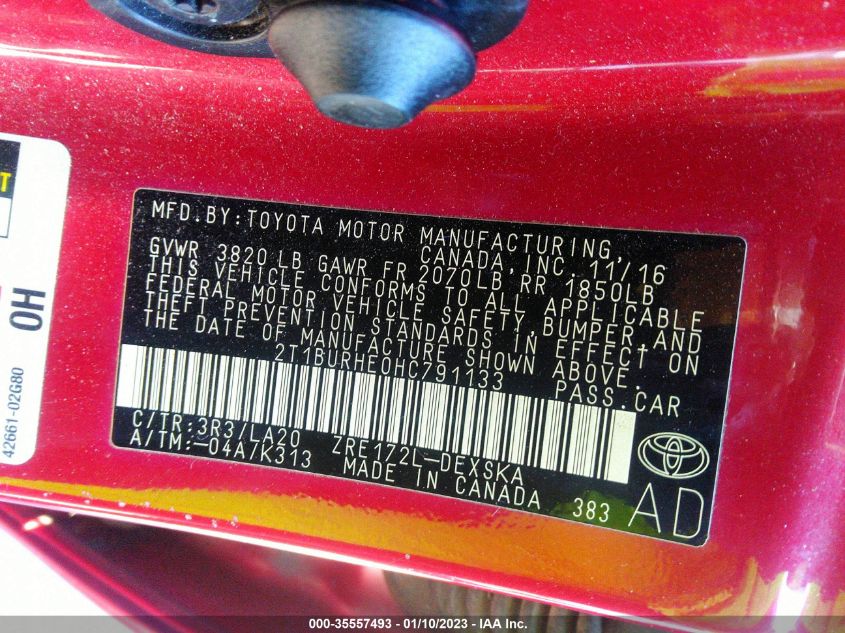 T
OH
42661-02G80
MFD.BY:TOYOTA MOTOR MANUFACTURING,
CANADA, INC. 11/16
GVWR 3820 LB GAWR FR 2070LB RR 1850LB
THIS VEHICLE CONFORMS TO ALL APPLICABLE
FEDERAL MOTOR VEHICLE SAFETY, BUMPER, AND
THEFT PREVENTION STANDARDS IN EFFECT ON
THE DATE OF MANUFACTURE SHOWN ABOVE.
2T1BURHE0HC791133
PASS.CAR
C/TR:3R3/LA20 ZRE172L-DEXSKA
A/TM:-04A/K313 MADE IN CANADA 383
AD
000-35557493 - 01/10/2023 - IAA Inc.